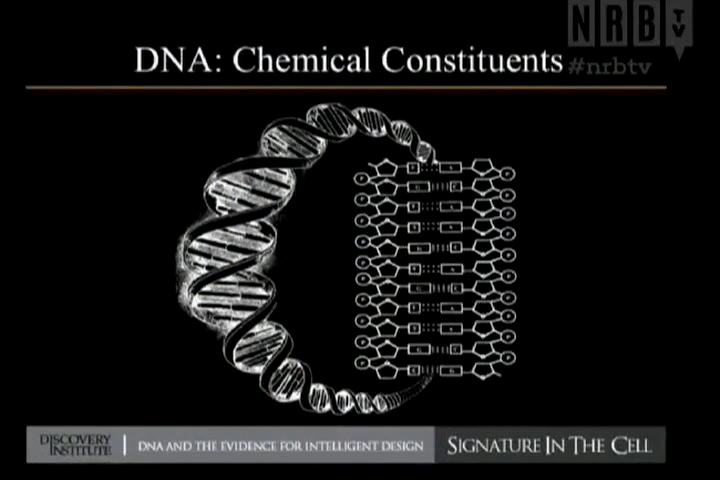 NRB TV
DNA: Chemical Constituents
#nrbtv
DISCOVERY
INSTITUTE
DNA AND THE EVIDENCE FOR INTELLIGENT DESIGN
SIGNATURE IN THE CELL